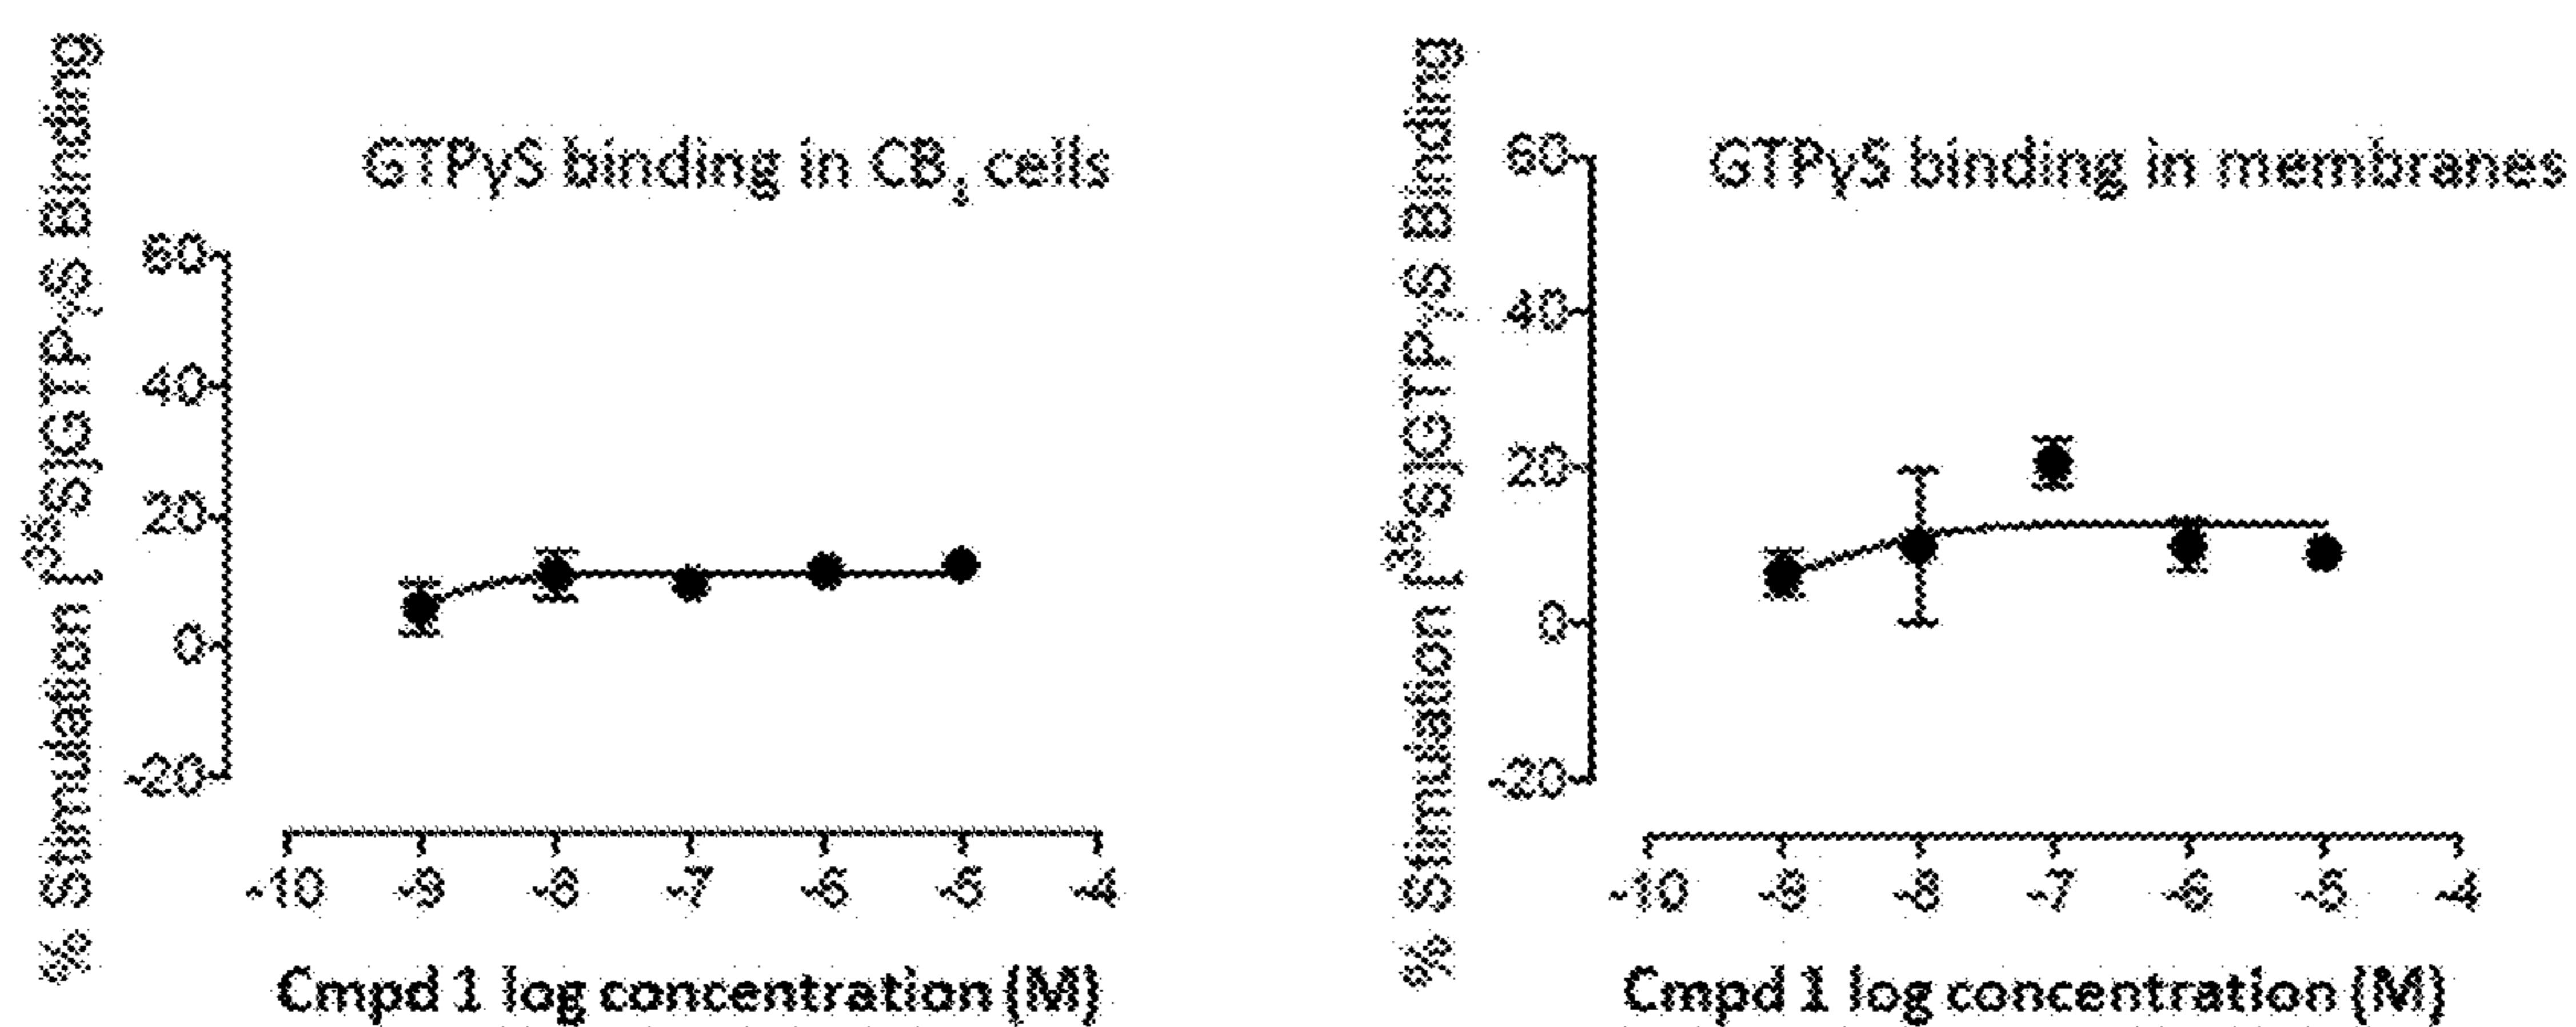 % Stimulation [³⁵S]GTPγS Binding
GTPγS binding in CB₁ cells
60
40
20
0
-20
-10 -9 -8 -7 -6 -5 -4
Cmpd 1 log concentration (M)
% Stimulation [³⁵S]GTPγS Binding
GTPγS binding in membranes
60
40
20
0
-20
-10 -9 -8 -7 -6 -5 -4
Cmpd 1 log concentration (M)